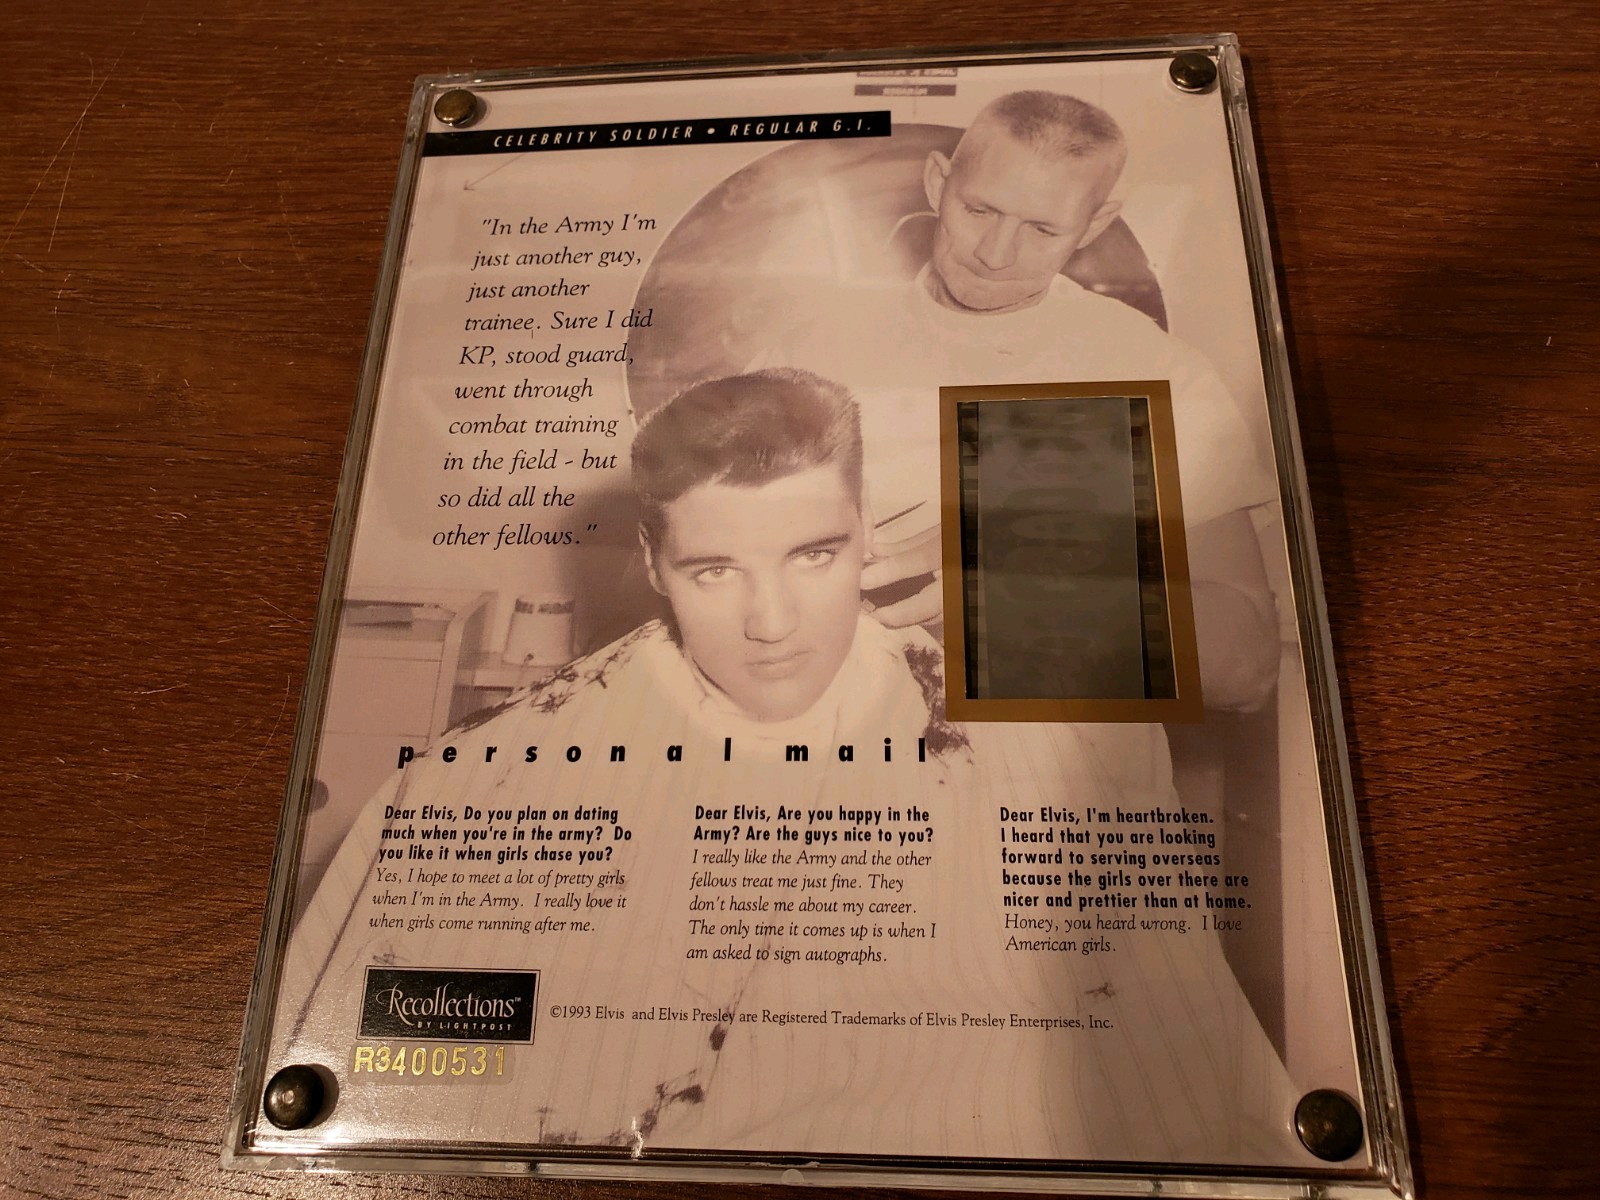 CELEBRITY SOLDIER • REGULAR G.I.
"In the Army I'm
just another guy,
just another
trainee. Sure I did
KP, stood guard,
went through
combat training
in the field - but
so did all the
other fellows."
personal mail
Dear Elvis, Do you plan on dating
much when you're in the army? Do
you like it when girls chase you?
Yes, I hope to meet a lot of pretty girls
when I'm in the Army. I really love it
when girls come running after me.
Dear Elvis, Are you happy in the
Army? Are the guys nice to you?
I really like the Army and the other
fellows treat me just fine. They
don't hassle me about my career.
The only time it comes up is when I
am asked to sign autographs.
Dear Elvis, I'm heartbroken.
I heard that you are looking
forward to serving overseas
because the girls over there are
nicer and prettier than at home.
Honey, you heard wrong. I love
American girls.
Recollections™
BY LIGHTPOST
©1993 Elvis and Elvis Presley are Registered Trademarks of Elvis Presley Enterprises, Inc.
R3400531